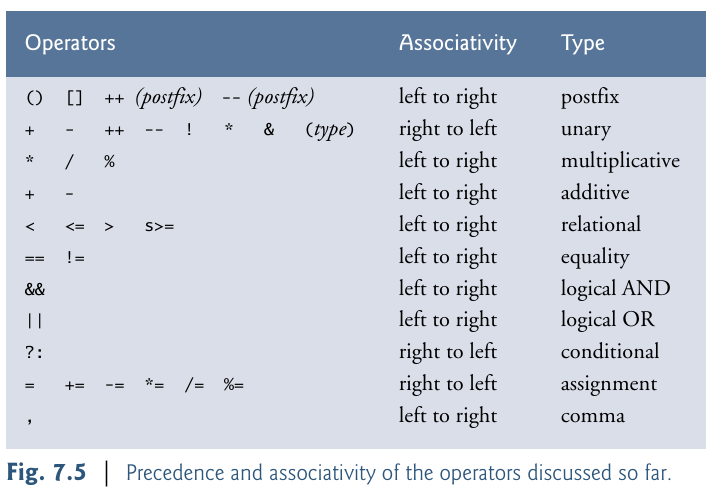 Operators Associativity Type
() [] ++ (postfix) -- (postfix) left to right postfix
+ - ++ -- ! * & (type) right to left unary
* / % left to right multiplicative
+ - left to right additive
< <= > s>= left to right relational
== != left to right equality
&& left to right logical AND
|| left to right logical OR
?: right to left conditional
= += -= *= /= %= right to left assignment
, left to right comma
Fig. 7.5 | Precedence and associativity of the operators discussed so far.